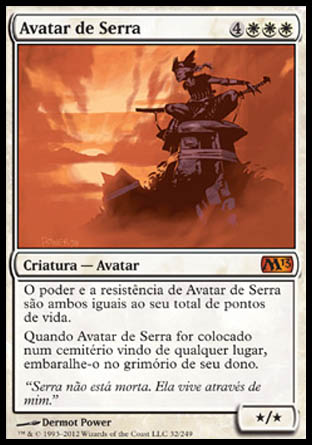 Avatar de Serra 4
Criatura — Avatar M13
O poder e a resistência de Avatar de Serra
são ambos iguais ao seu total de pontos
de vida.
Quando Avatar de Serra for colocado
num cemitério vindo de qualquer lugar,
embaralhe-o no grimório de seu dono.
“Serra não está morta. Ela vive através de
mim.”
Dermot Power
™ & © 1993–2012 Wizards of the Coast LLC 32/249
*/*